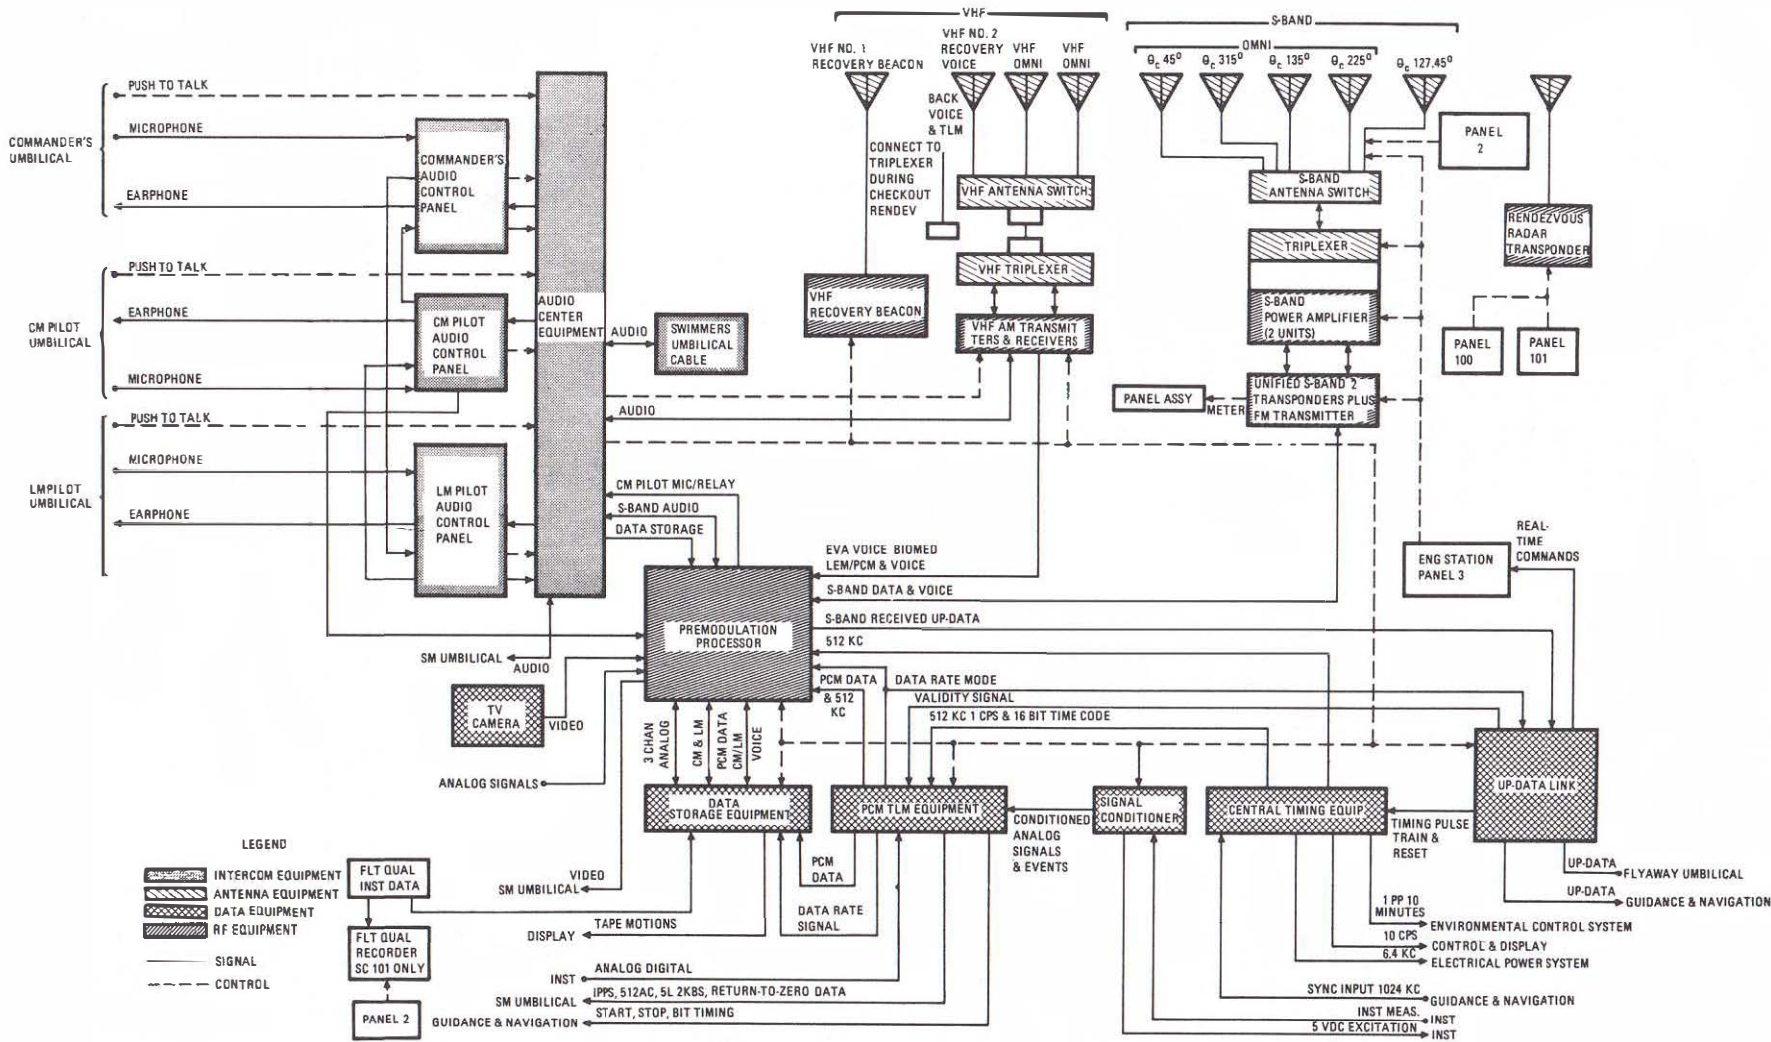 VHF
S-BAND
OMNI
VHF NO. 1
RECOVERY BEACON
VHF NO. 2
RECOVERY
VOICE
VHF
OMNI
VHF
OMNI
θc 45°
θc 315°
θc 135°
θc 225°
θc 127.45°
COMMANDER'S
UMBILICAL
PUSH TO TALK
MICROPHONE
EARPHONE
COMMANDER'S
AUDIO
CONTROL
PANEL
CM PILOT
UMBILICAL
PUSH TO TALK
EARPHONE
MICROPHONE
CM PILOT
AUDIO
CONTROL
PANEL
LM PILOT
UMBILICAL
PUSH TO TALK
MICROPHONE
EARPHONE
LM PILOT
AUDIO
CONTROL
PANEL
AUDIO
CENTER
EQUIPMENT
AUDIO
SWIMMERS
UMBILICAL
CABLE
BACK
VOICE
& TLM
CONNECT TO
TRIPLEXER
DURING
CHECKOUT
RENDEV
VHF ANTENNA SWITCH
VHF TRIPLEXER
VHF
RECOVERY BEACON
VHF AM TRANSMIT
TERS & RECEIVERS
AUDIO
PANEL
2
S-BAND
ANTENNA SWITCH
TRIPLEXER
S-BAND
POWER AMPLIFIER
(2 UNITS)
UNIFIED S-BAND 2
TRANSPONDERS PLUS
FM TRANSMITTER
PANEL ASSY
METER
RENDEZVOUS
RADAR
TRANSPONDER
PANEL
100
PANEL
101
ENG STATION
PANEL 3
REAL-
TIME
COMMANDS
CM PILOT MIC/RELAY
S-BAND AUDIO
DATA STORAGE
EVA VOICE BIOMED
LEM/PCM & VOICE
S-BAND DATA & VOICE
S-BAND RECEIVED UP-DATA
512 KC
PREMODULATION
PROCESSOR
SM UMBILICAL
AUDIO
TV
CAMERA
VIDEO
ANALOG SIGNALS
3 CHAN
ANALOG
CM & LM
PCM DATA
CM/LM
VOICE
PCM DATA
& 512
KC
DATA RATE MODE
VALIDITY SIGNAL
512 KC 1 CPS & 16 BIT TIME CODE
DATA
STORAGE EQUIPMENT
PCM TLM EQUIPMENT
CONDITIONED
ANALOG
SIGNALS
& EVENTS
SIGNAL
CONDITIONER
CENTRAL TIMING EQUIP
TIMING PULSE
TRAIN &
RESET
UP-DATA LINK
UP-DATA
FLYAWAY UMBILICAL
UP-DATA
GUIDANCE & NAVIGATION
1 PP 10
MINUTES
ENVIRONMENTAL CONTROL SYSTEM
10 CPS
CONTROL & DISPLAY
6.4 KC
ELECTRICAL POWER SYSTEM
SYNC INPUT 1024 KC
GUIDANCE & NAVIGATION
INST MEAS.
INST
5 VDC EXCITATION
INST
LEGEND
INTERCOM EQUIPMENT
ANTENNA EQUIPMENT
DATA EQUIPMENT
RF EQUIPMENT
SIGNAL
CONTROL
FLT QUAL
INST DATA
FLT QUAL
RECORDER
SC 101 ONLY
PANEL 2
VIDEO
SM UMBILICAL
TAPE MOTIONS
DISPLAY
PCM
DATA
DATA RATE
SIGNAL
ANALOG DIGITAL
INST
IPPS, 512AC, 5L 2KBS, RETURN-TO-ZERO DATA
SM UMBILICAL
START, STOP, BIT TIMING
GUIDANCE & NAVIGATION